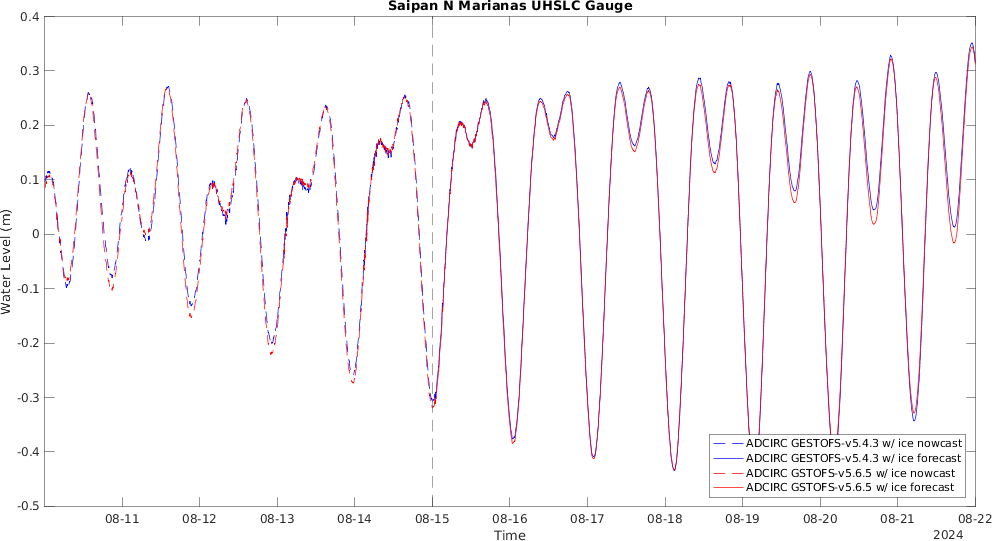 Saipan N Marianas UHSLC Gauge
Water Level (m)
0.4
0.3
0.2
0.1
0
-0.1
-0.2
-0.3
-0.4
-0.5
ADCIRC GESTOFS-v5.4.3 w/ ice nowcast
ADCIRC GESTOFS-v5.4.3 w/ ice forecast
ADCIRC GSTOFS-v5.6.5 w/ ice nowcast
ADCIRC GSTOFS-v5.6.5 w/ ice forecast
08-11 08-12 08-13 08-14 08-15 08-16 08-17 08-18 08-19 08-20 08-21 08-22
Time
2024